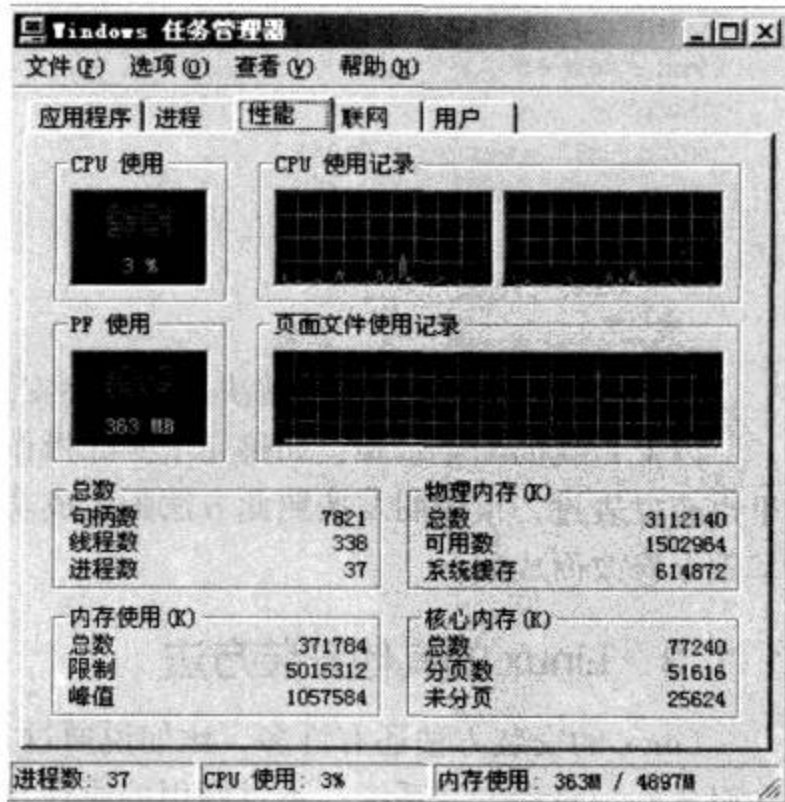 Windows 任务管理器
文件(F) 选项(O) 查看(V) 帮助(H)
应用程序 进程 性能 联网 用户
CPU 使用 CPU 使用记录
3 %
PF 使用 页面文件使用记录
363 MB
总数
句柄数 7821
线程数 338
进程数 37
物理内存(K)
总数 3112140
可用数 1502964
系统缓存 614872
内存使用(K)
总数 371784
限制 5015312
峰值 1057584
核心内存(K)
总数 77240
分页数 51616
未分页 25624
进程数: 37 CPU 使用: 3% 内存使用: 363M / 4897M